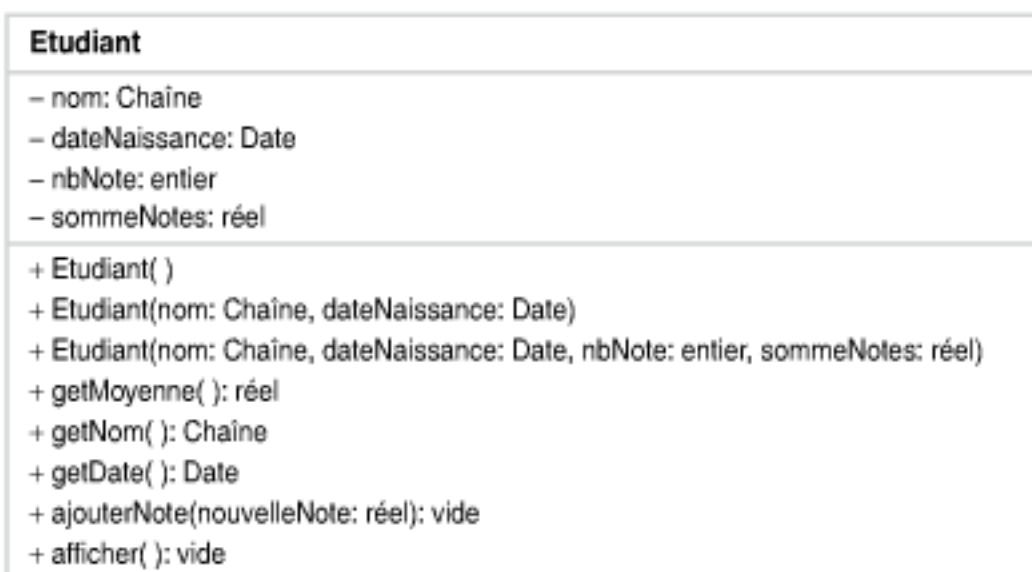 Etudiant
– nom: Chaîne
– dateNaissance: Date
– nbNote: entier
– sommeNotes: réel
+ Etudiant( )
+ Etudiant(nom: Chaîne, dateNaissance: Date)
+ Etudiant(nom: Chaîne, dateNaissance: Date, nbNote: entier, sommeNotes: réel)
+ getMoyenne( ): réel
+ getNom( ): Chaîne
+ getDate( ): Date
+ ajouterNote(nouvelleNote: réel): vide
+ afficher( ): vide